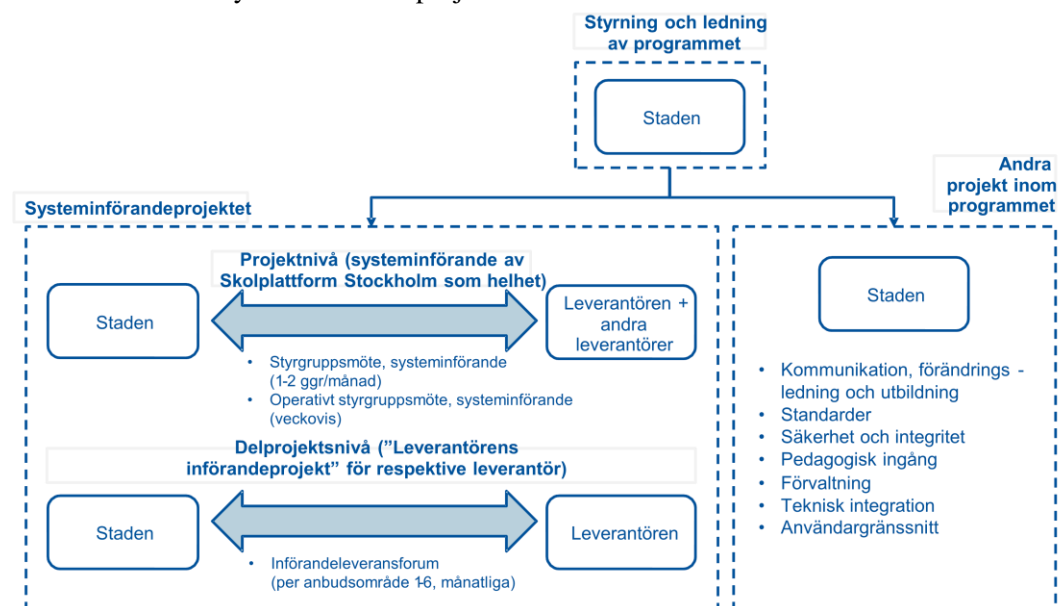 Styrning och ledning
av programmet
Staden
Andra
projekt inom
programmet
Systeminförandeprojektet
Projektnivå (systeminförande av
Skolplattform Stockholm som helhet)
Staden
Leverantören +
andra
leverantörer
• Styrgruppsmöte, systeminförande
(1-2 ggr/månad)
• Operativt styrgruppsmöte, systeminförande
(veckovis)
Delprojektsnivå (”Leverantörens
införandeprojekt” för respektive leverantör)
Staden
Leverantören
• Införandeleveransforum
(per anbudsområde 1-6, månatliga)
Staden
• Kommunikation, förändrings -
ledning och utbildning
• Standarder
• Säkerhet och integritet
• Pedagogisk ingång
• Förvaltning
• Teknisk integration
• Användargränssnitt